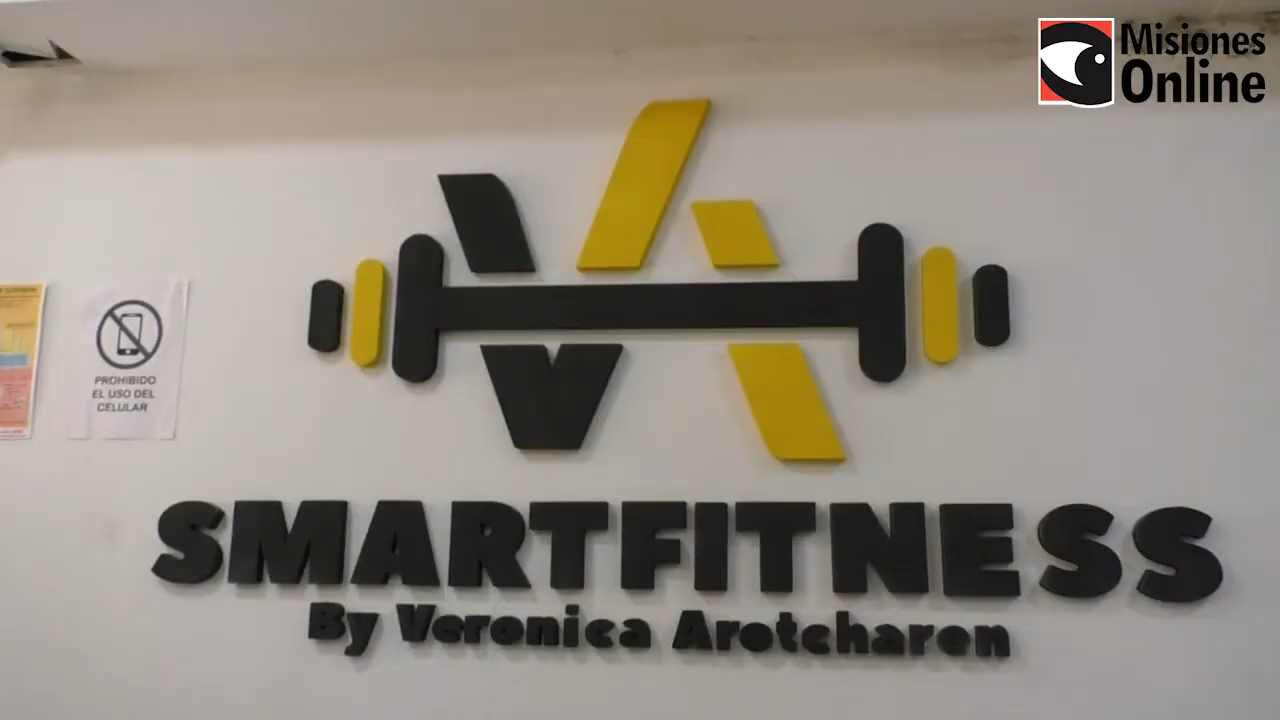 Misiones
Online
PROHIBIDO
EL USO DEL
CELULAR
SMARTFITNESS
By Veronica Arotcharen